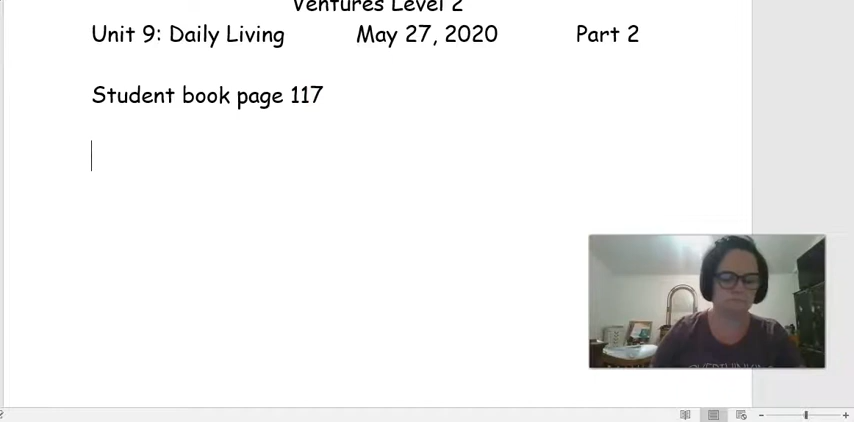 Ventures Level 2
Unit 9: Daily Living May 27, 2020 Part 2
Student book page 117